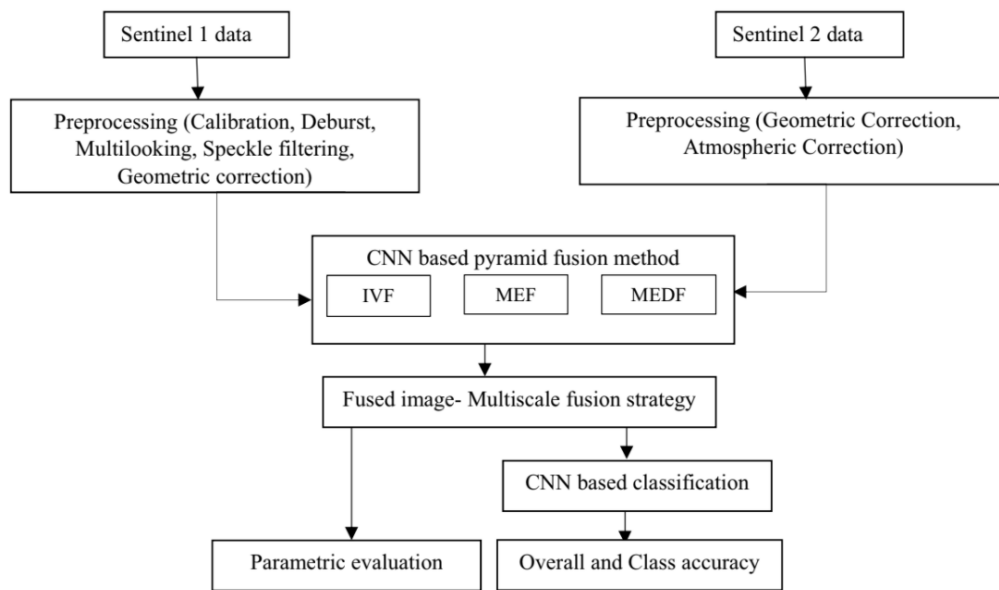 Sentinel 1 data
Sentinel 2 data
Preprocessing (Calibration, Deburst,
Multilooking, Speckle filtering,
Geometric correction)
Preprocessing (Geometric Correction,
Atmospheric Correction)
CNN based pyramid fusion method
IVF
MEF
MEDF
Fused image- Multiscale fusion strategy
CNN based classification
Parametric evaluation
Overall and Class accuracy